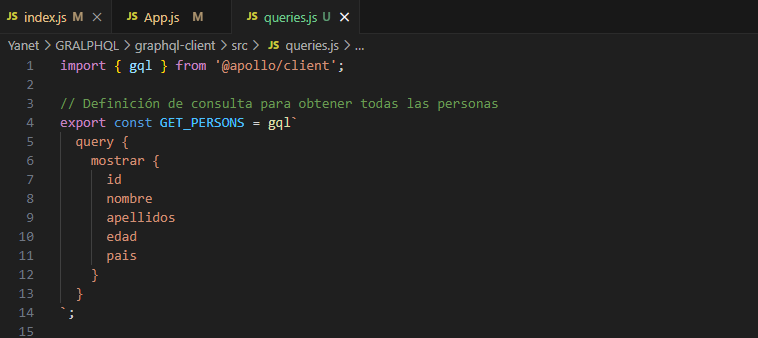 JS index.js M × JS App.js M JS queries.js U ×
Yanet > GRALPHQL > graphql-client > src > JS queries.js > ...
1 import { gql } from '@apollo/client';
2
3 // Definición de consulta para obtener todas las personas
4 export const GET_PERSONS = gql`
5 query {
6 mostrar {
7 id
8 nombre
9 apellidos
10 edad
11 pais
12 }
13 }
14 `;
15